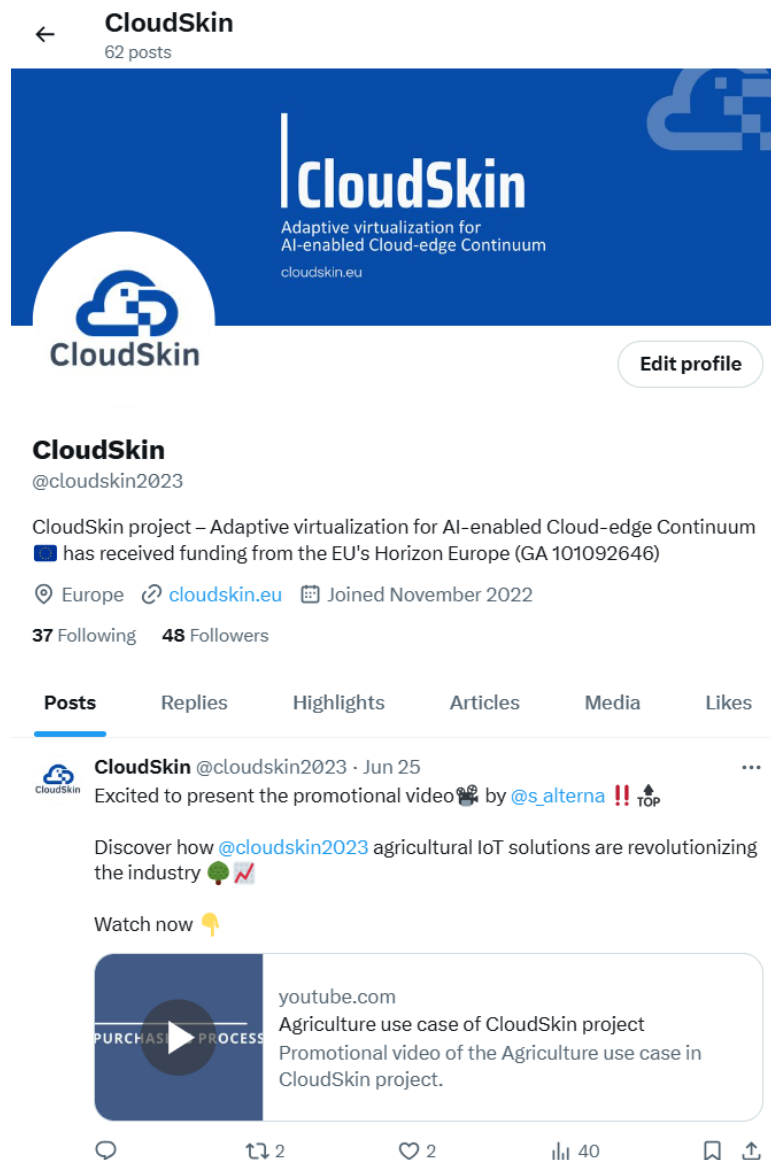 CloudSkin
62 posts
CloudSkin
Adaptive virtualization for
AI-enabled Cloud-edge Continuum
cloudskin.eu
CloudSkin
Edit profile
CloudSkin
@cloudskin2023
CloudSkin project – Adaptive virtualization for AI-enabled Cloud-edge Continuum
🇪🇺 has received funding from the EU's Horizon Europe (GA 101092646)
Europe cloudskin.eu Joined November 2022
37 Following 48 Followers
Posts Replies Highlights Articles Media Likes
CloudSkin @cloudskin2023 · Jun 25 ...
CloudSkin
Excited to present the promotional video📽 by @s_alterna ‼ 🔝
Discover how @cloudskin2023 agricultural IoT solutions are revolutionizing
the industry 🌳📈
Watch now 👇
PURCHAS PROCESS
youtube.com
Agriculture use case of CloudSkin project
Promotional video of the Agriculture use case in
CloudSkin project.
2 2 40